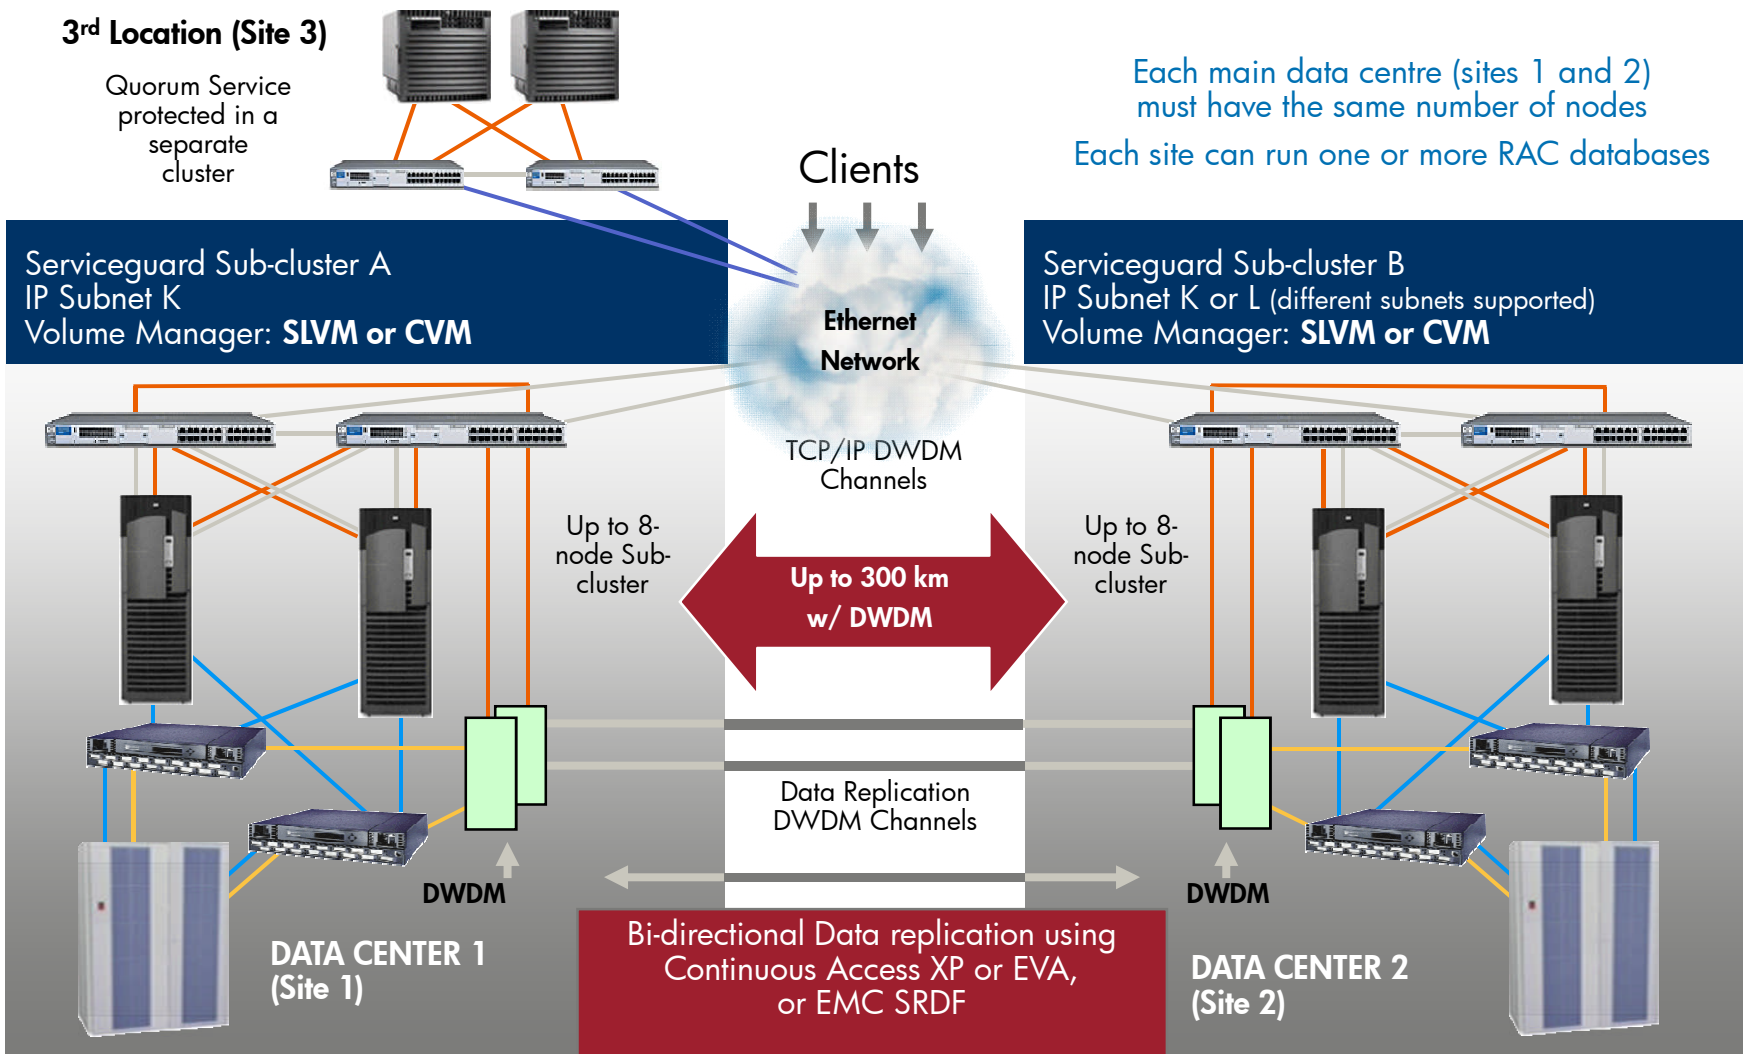 3rd Location (Site 3)
Quorum Service
protected in a
separate
cluster
Each main data centre (sites 1 and 2)
must have the same number of nodes
Each site can run one or more RAC databases
Clients
Serviceguard Sub-cluster A
IP Subnet K
Volume Manager: SLVM or CVM
Ethernet
Network
Serviceguard Sub-cluster B
IP Subnet K or L (different subnets supported)
Volume Manager: SLVM or CVM
TCP/IP DWDM
Channels
Up to 8-
node Sub-
cluster
Up to 300 km
w/ DWDM
Up to 8-
node Sub-
cluster
Data Replication
DWDM Channels
DWDM
DWDM
DATA CENTER 1
(Site 1)
Bi-directional Data replication using
Continuous Access XP or EVA,
or EMC SRDF
DATA CENTER 2
(Site 2)